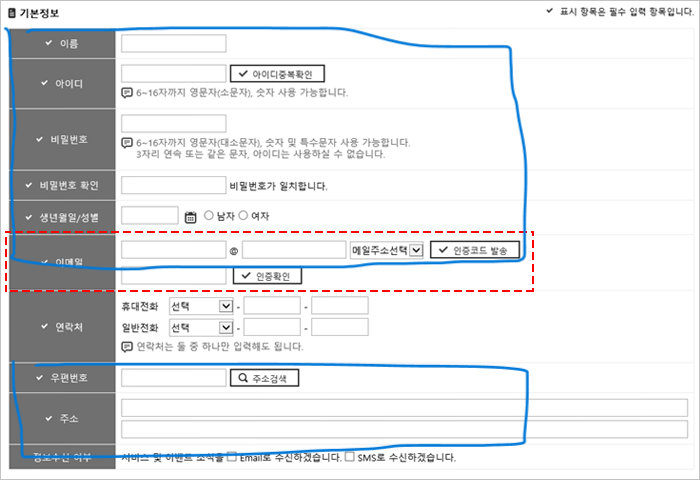 기본정보
표시 항목은 필수 입력 항목입니다.
이름
아이디 아이디중복확인
6~16자까지 영문자(소문자), 숫자 사용 가능합니다.
비밀번호
6~16자까지 영문자(대소문자), 숫자 및 특수문자 사용 가능합니다.
3자리 연속 또는 같은 문자, 아이디는 사용하실 수 없습니다.
비밀번호 확인 비밀번호가 일치합니다.
생년월일/성별 남자 여자
이메일 @ 메일주소선택 인증코드 발송
인증확인
연락처
휴대전화 선택 - -
일반전화 선택 - -
연락처는 둘 중 하나만 입력해도 됩니다.
우편번호 주소검색
주소
정보수신 여부 서비스 및 이벤트 소식을 Email로 수신하겠습니다. SMS로 수신하겠습니다.